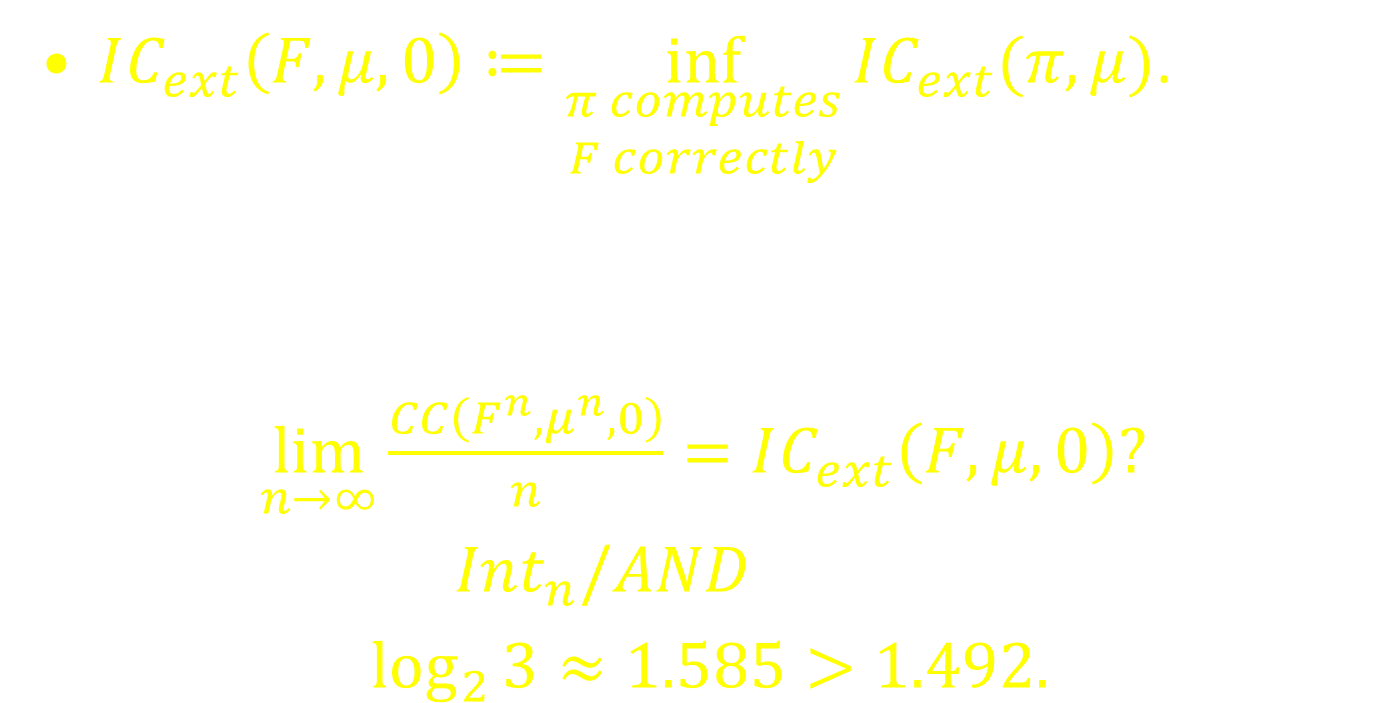 • IC_ext(F, μ, 0) ≔ inf_{π computes F correctly} IC_ext(π, μ).
lim_{n→∞} CC(F^n,μ^n,0)/n = IC_ext(F, μ, 0)?
Int_n/AND
log_2 3 ≈ 1.585 > 1.492.